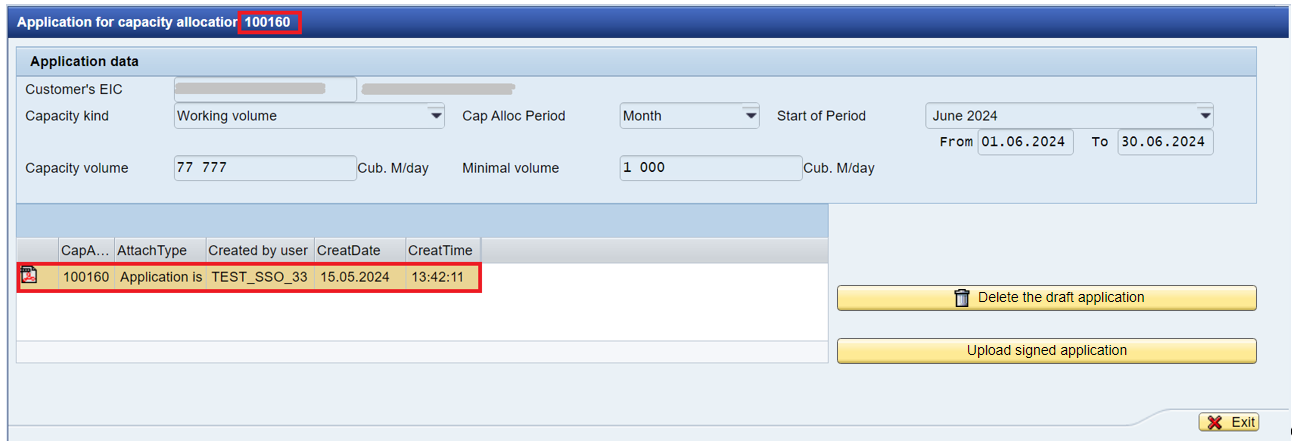 Application for capacity allocation 100160
Application data
Customer's EIC
Capacity kind Working volume Cap Alloc Period Month Start of Period June 2024
From 01.06.2024 To 30.06.2024
Capacity volume 77 777 Cub. M/day Minimal volume 1 000 Cub. M/day
CapA... AttachType Created by user CreatDate CreatTime
100160 Application is TEST_SSO_33 15.05.2024 13:42:11
Delete the draft application
Upload signed application
Exit